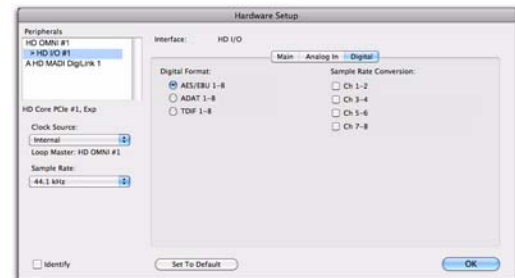 Hardware Setup
Peripherals
HD OMNI #1
> HD I/O #1
A HD MADI DigiLink 1
HD Core PCIe #1, Exp
Clock Source:
Internal
Loop Master: HD OMNI #1
Sample Rate:
44.1 kHz
Identify
Interface: HD I/O
Main Analog In Digital
Digital Format:
AES/EBU 1-8
ADAT 1-8
TDIF 1-8
Sample Rate Conversion:
Ch 1-2
Ch 3-4
Ch 5-6
Ch 7-8
Set To Default
OK